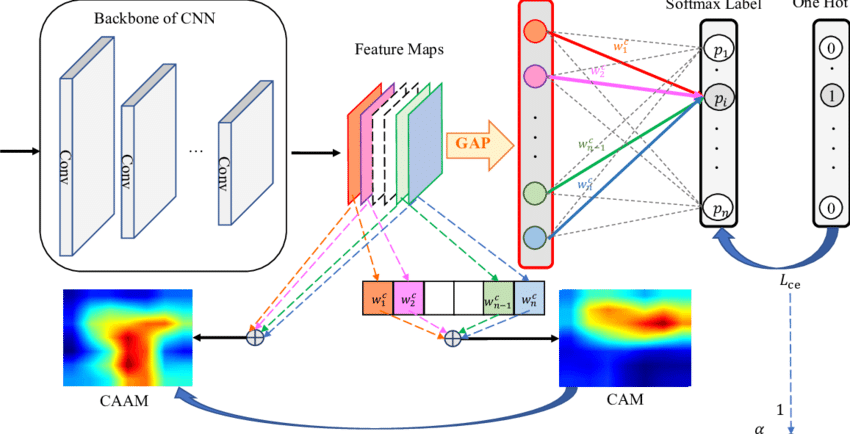 Backbone of CNN
Softmax Label
One Hot
Feature Maps
Conv
Conv
...
Conv
GAP
w₁ᶜ
w₂ᶜ
wₙ₋₁ᶜ
wₙᶜ
p₁
pᵢ
pₙ
0
1
0
w₁ᶜ w₂ᶜ wₙ₋₁ᶜ wₙᶜ
L_ce
CAAM
CAM
1
α